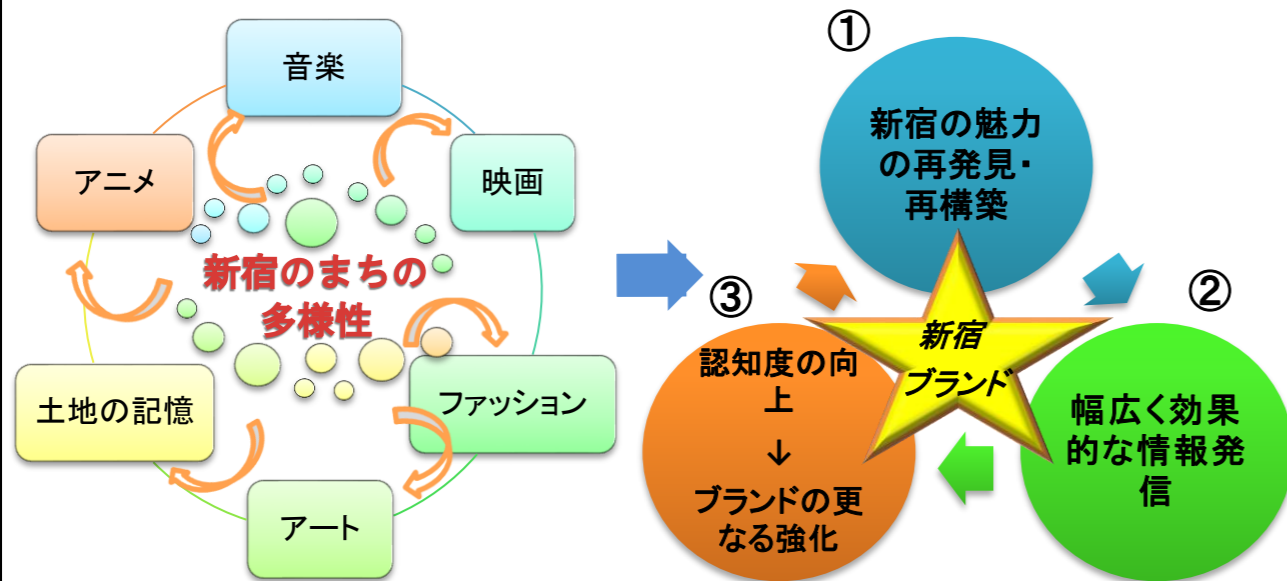 音楽
アニメ
映画
新宿のまちの
多様性
土地の記憶
ファッション
アート
①
新宿の魅力
の再発見・
再構築
②
幅広く効果
的な情報発
信
③
認知度の向
上
↓
ブランドの更
なる強化
新宿
ブランド